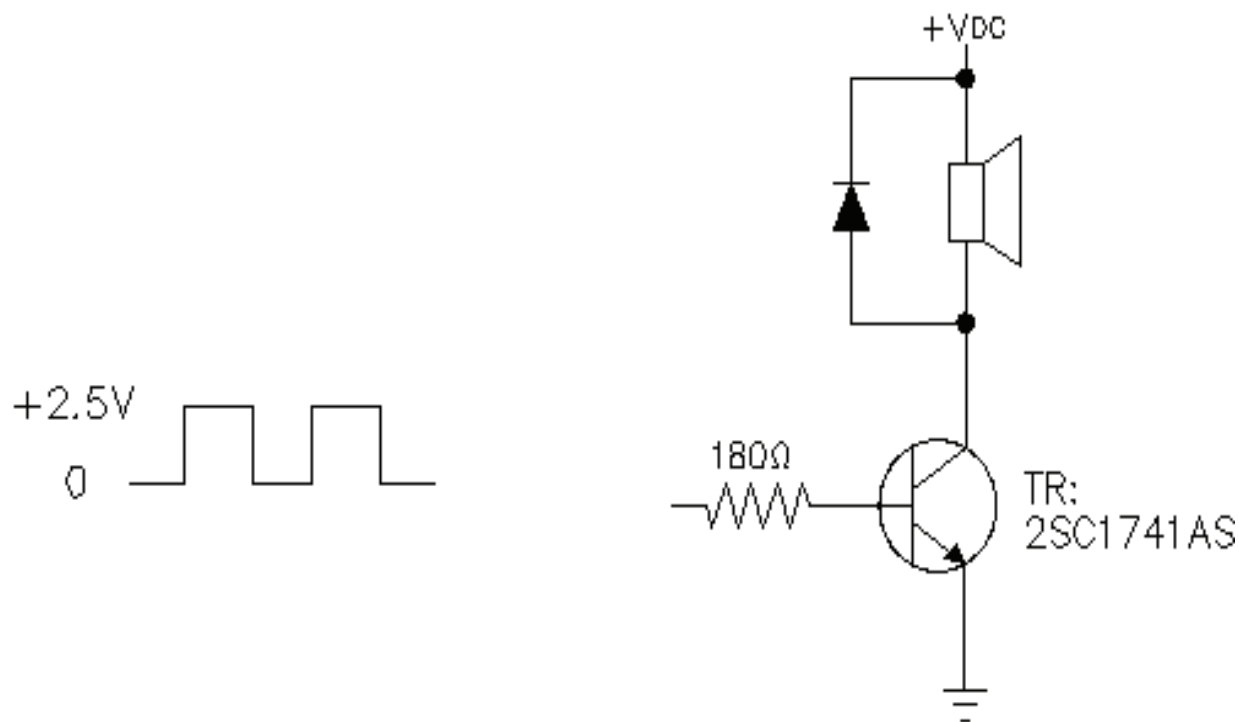 +VDC
+2.5V
0
180Ω
TR:
2SC1741AS